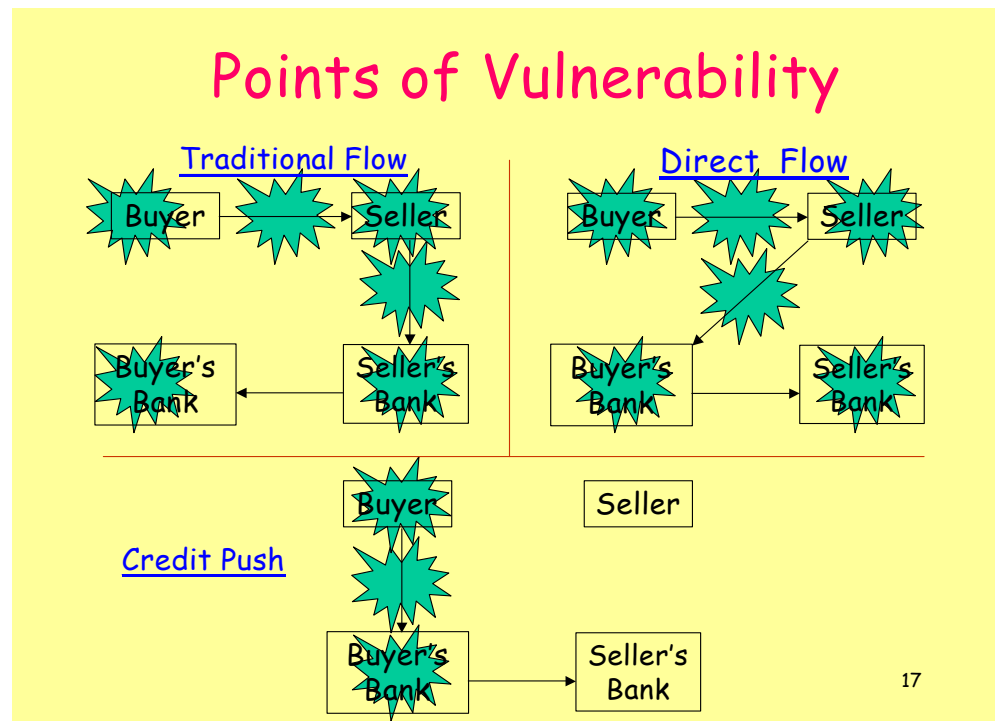 Points of Vulnerability
Traditional Flow
Buyer
Seller
Buyer's
Bank
Seller's
Bank
Direct Flow
Buyer
Seller
Buyer's
Bank
Seller's
Bank
Credit Push
Buyer
Seller
Buyer's
Bank
Seller's
Bank
17